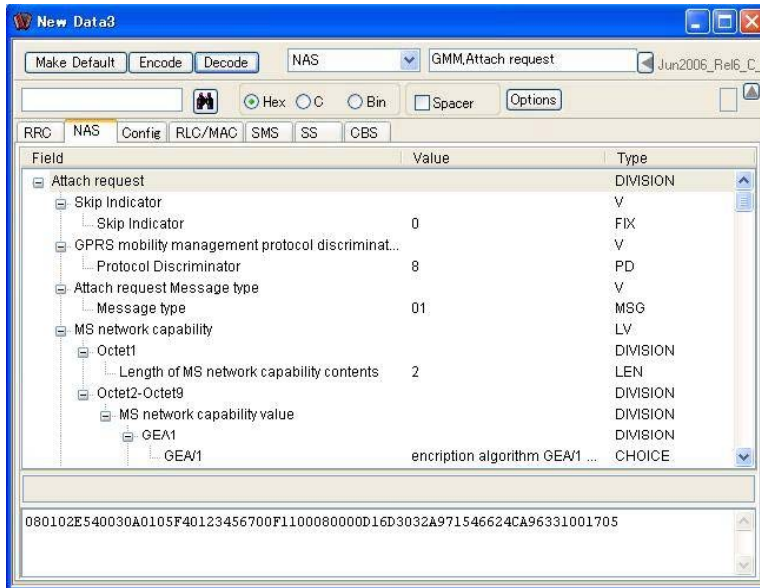 New Data3
Make Default Encode Decode NAS GMM,Attach request Jun2006_Rel6_C_
Hex C Bin Spacer Options
RRC NAS Config RLC/MAC SMS SS CBS
Field Value Type
Attach request DIVISION
Skip Indicator V
Skip Indicator 0 FIX
GPRS mobility management protocol discriminat... V
Protocol Discriminator 8 PD
Attach request Message type V
Message type 01 MSG
MS network capability LV
Octet1 DIVISION
Length of MS network capability contents 2 LEN
Octet2-Octet9 DIVISION
MS network capability value DIVISION
GEA1 DIVISION
GEA/1 encription algorithm GEA/1 ... CHOICE
080102E540030A0105F40123456700F1100080000D16D3032A971546624CA96331001705